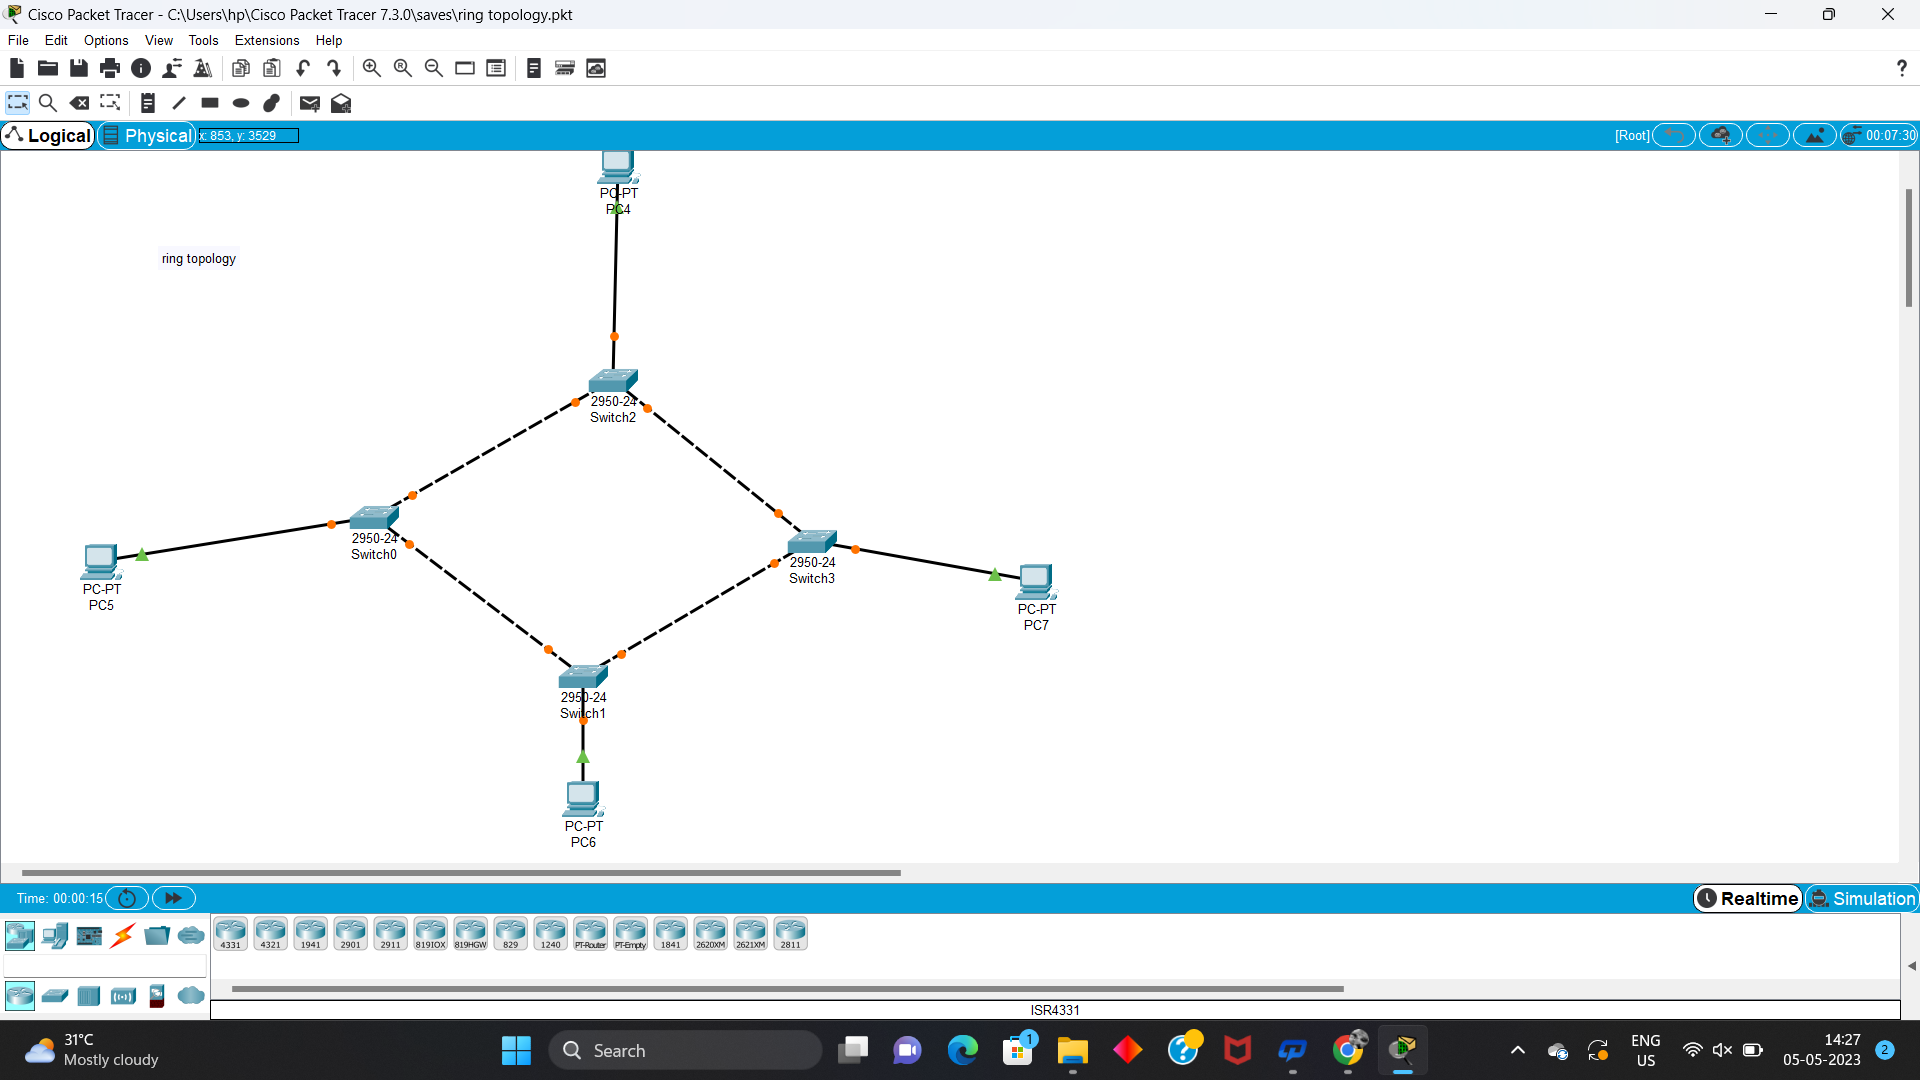 Cisco Packet Tracer - C:\Users\hp\Cisco Packet Tracer 7.3.0\saves\ring topology.pkt
File Edit Options View Tools Extensions Help
?
Logical Physical x: 853, y: 3529 [Root] 00:07:30
PC-PT
PC4
ring topology
2950-24
Switch2
2950-24
Switch0
2950-24
Switch3
PC-PT
PC5
PC-PT
PC7
2950-24
Switch1
PC-PT
PC6
Time: 00:00:15 Realtime Simulation
4331 4321 1941 2901 2911 819IOX 819HGW 829 1240 PT-Router PT-Empty 1841 2620XM 2621XM 2811
ISR4331
31°C
Mostly cloudy
Search
1
ENG
US
14:27
05-05-2023
2